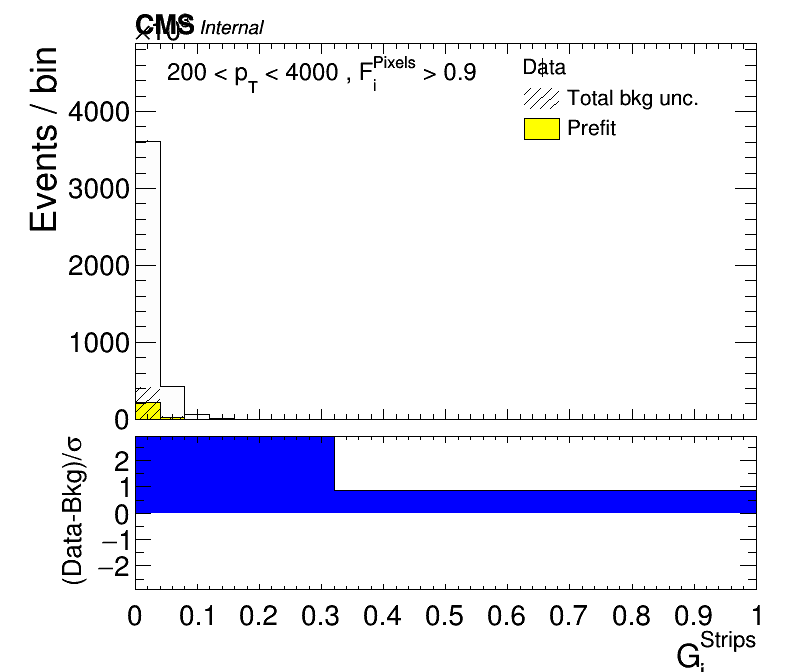 CMS Internal
200 < p_T < 4000 , F_i^Pixels > 0.9
Data
Total bkg unc.
Prefit
Events / bin
4000
3000
2000
1000
0
(Data-Bkg)/σ
2
1
0
−1
−2
0 0.1 0.2 0.3 0.4 0.5 0.6 0.7 0.8 0.9 1
G_i^Strips